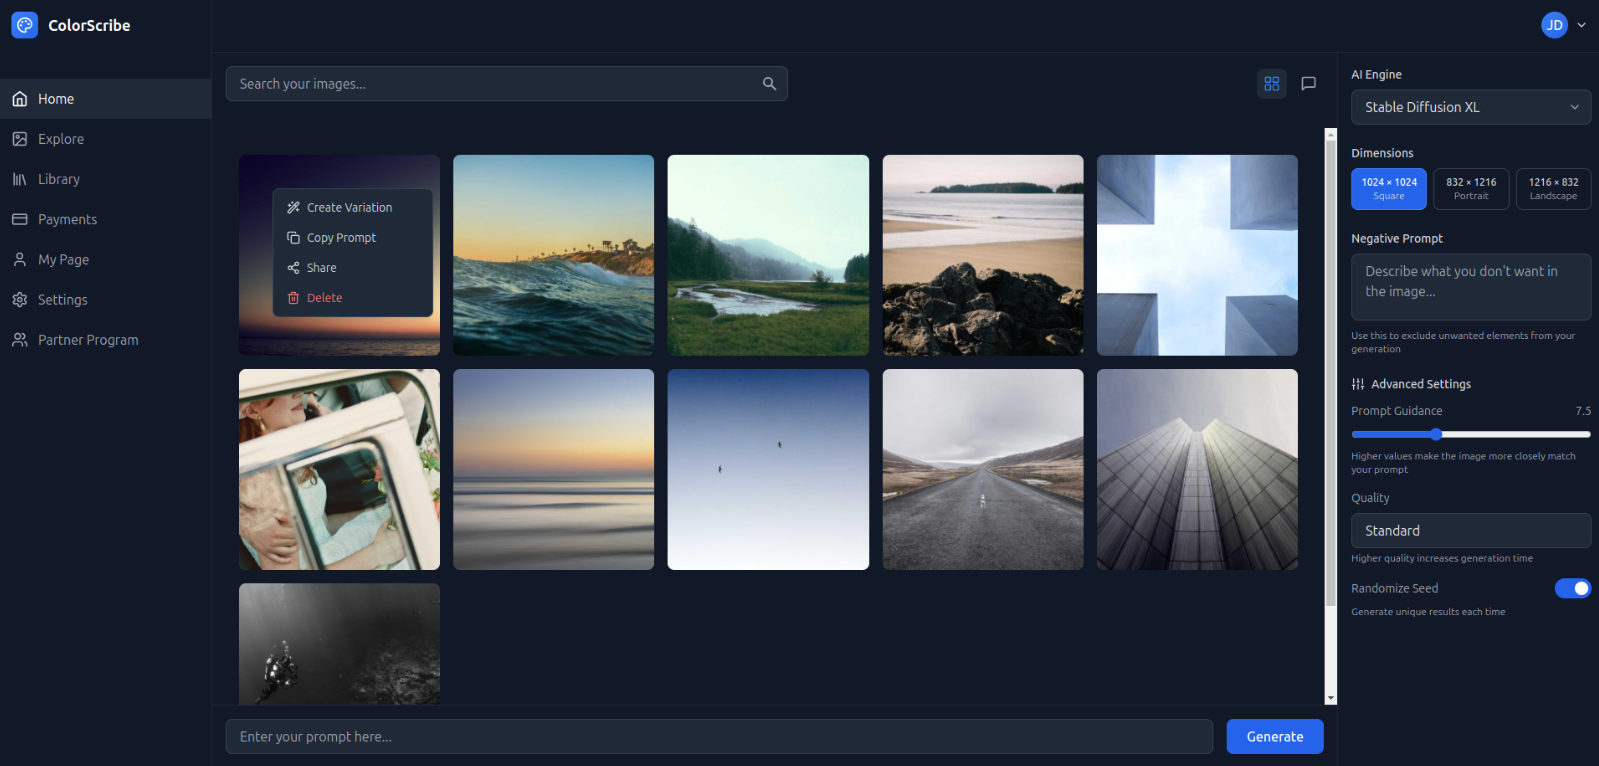 ColorScribe
JD
Home
Explore
Library
Payments
My Page
Settings
Partner Program
Search your images...
Create Variation
Copy Prompt
Share
Delete
Enter your prompt here...
Generate
AI Engine
Stable Diffusion XL
Dimensions
1024 × 1024
Square
832 × 1216
Portrait
1216 × 832
Landscape
Negative Prompt
Describe what you don't want in
the image...
Use this to exclude unwanted elements from your
generation
Advanced Settings
Prompt Guidance
7.5
Higher values make the image more closely match
your prompt
Quality
Standard
Higher quality increases generation time
Randomize Seed
Generate unique results each time